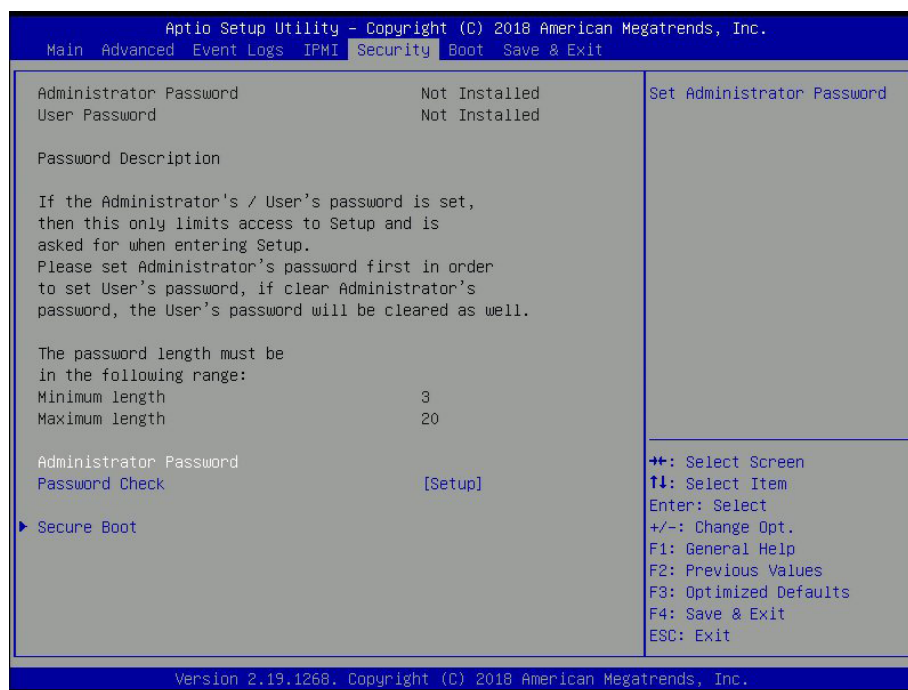 Aptio Setup Utility – Copyright (C) 2018 American Megatrends, Inc.
Main Advanced Event Logs IPMI Security Boot Save & Exit
Administrator Password Not Installed
User Password Not Installed
Password Description
If the Administrator's / User's password is set,
then this only limits access to Setup and is
asked for when entering Setup.
Please set Administrator's password first in order
to set User's password, if clear Administrator's
password, the User's password will be cleared as well.
The password length must be
in the following range:
Minimum length 3
Maximum length 20
Administrator Password
Password Check [Setup]
Secure Boot
Set Administrator Password
→←: Select Screen
↑↓: Select Item
Enter: Select
+/-: Change Opt.
F1: General Help
F2: Previous Values
F3: Optimized Defaults
F4: Save & Exit
ESC: Exit
Version 2.19.1268. Copyright (C) 2018 American Megatrends, Inc.